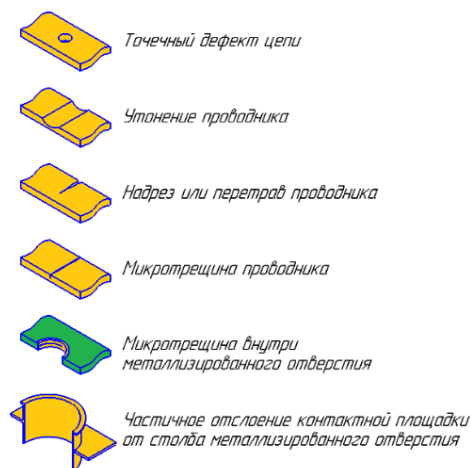 Точечный дефект цепи
Утонение проводника
Надрез или перетрав проводника
Микротрещина проводника
Микротрещина внутри
металлизированного отверстия
Частичное отслоение контактной площадки
от столба металлизированного отверстия